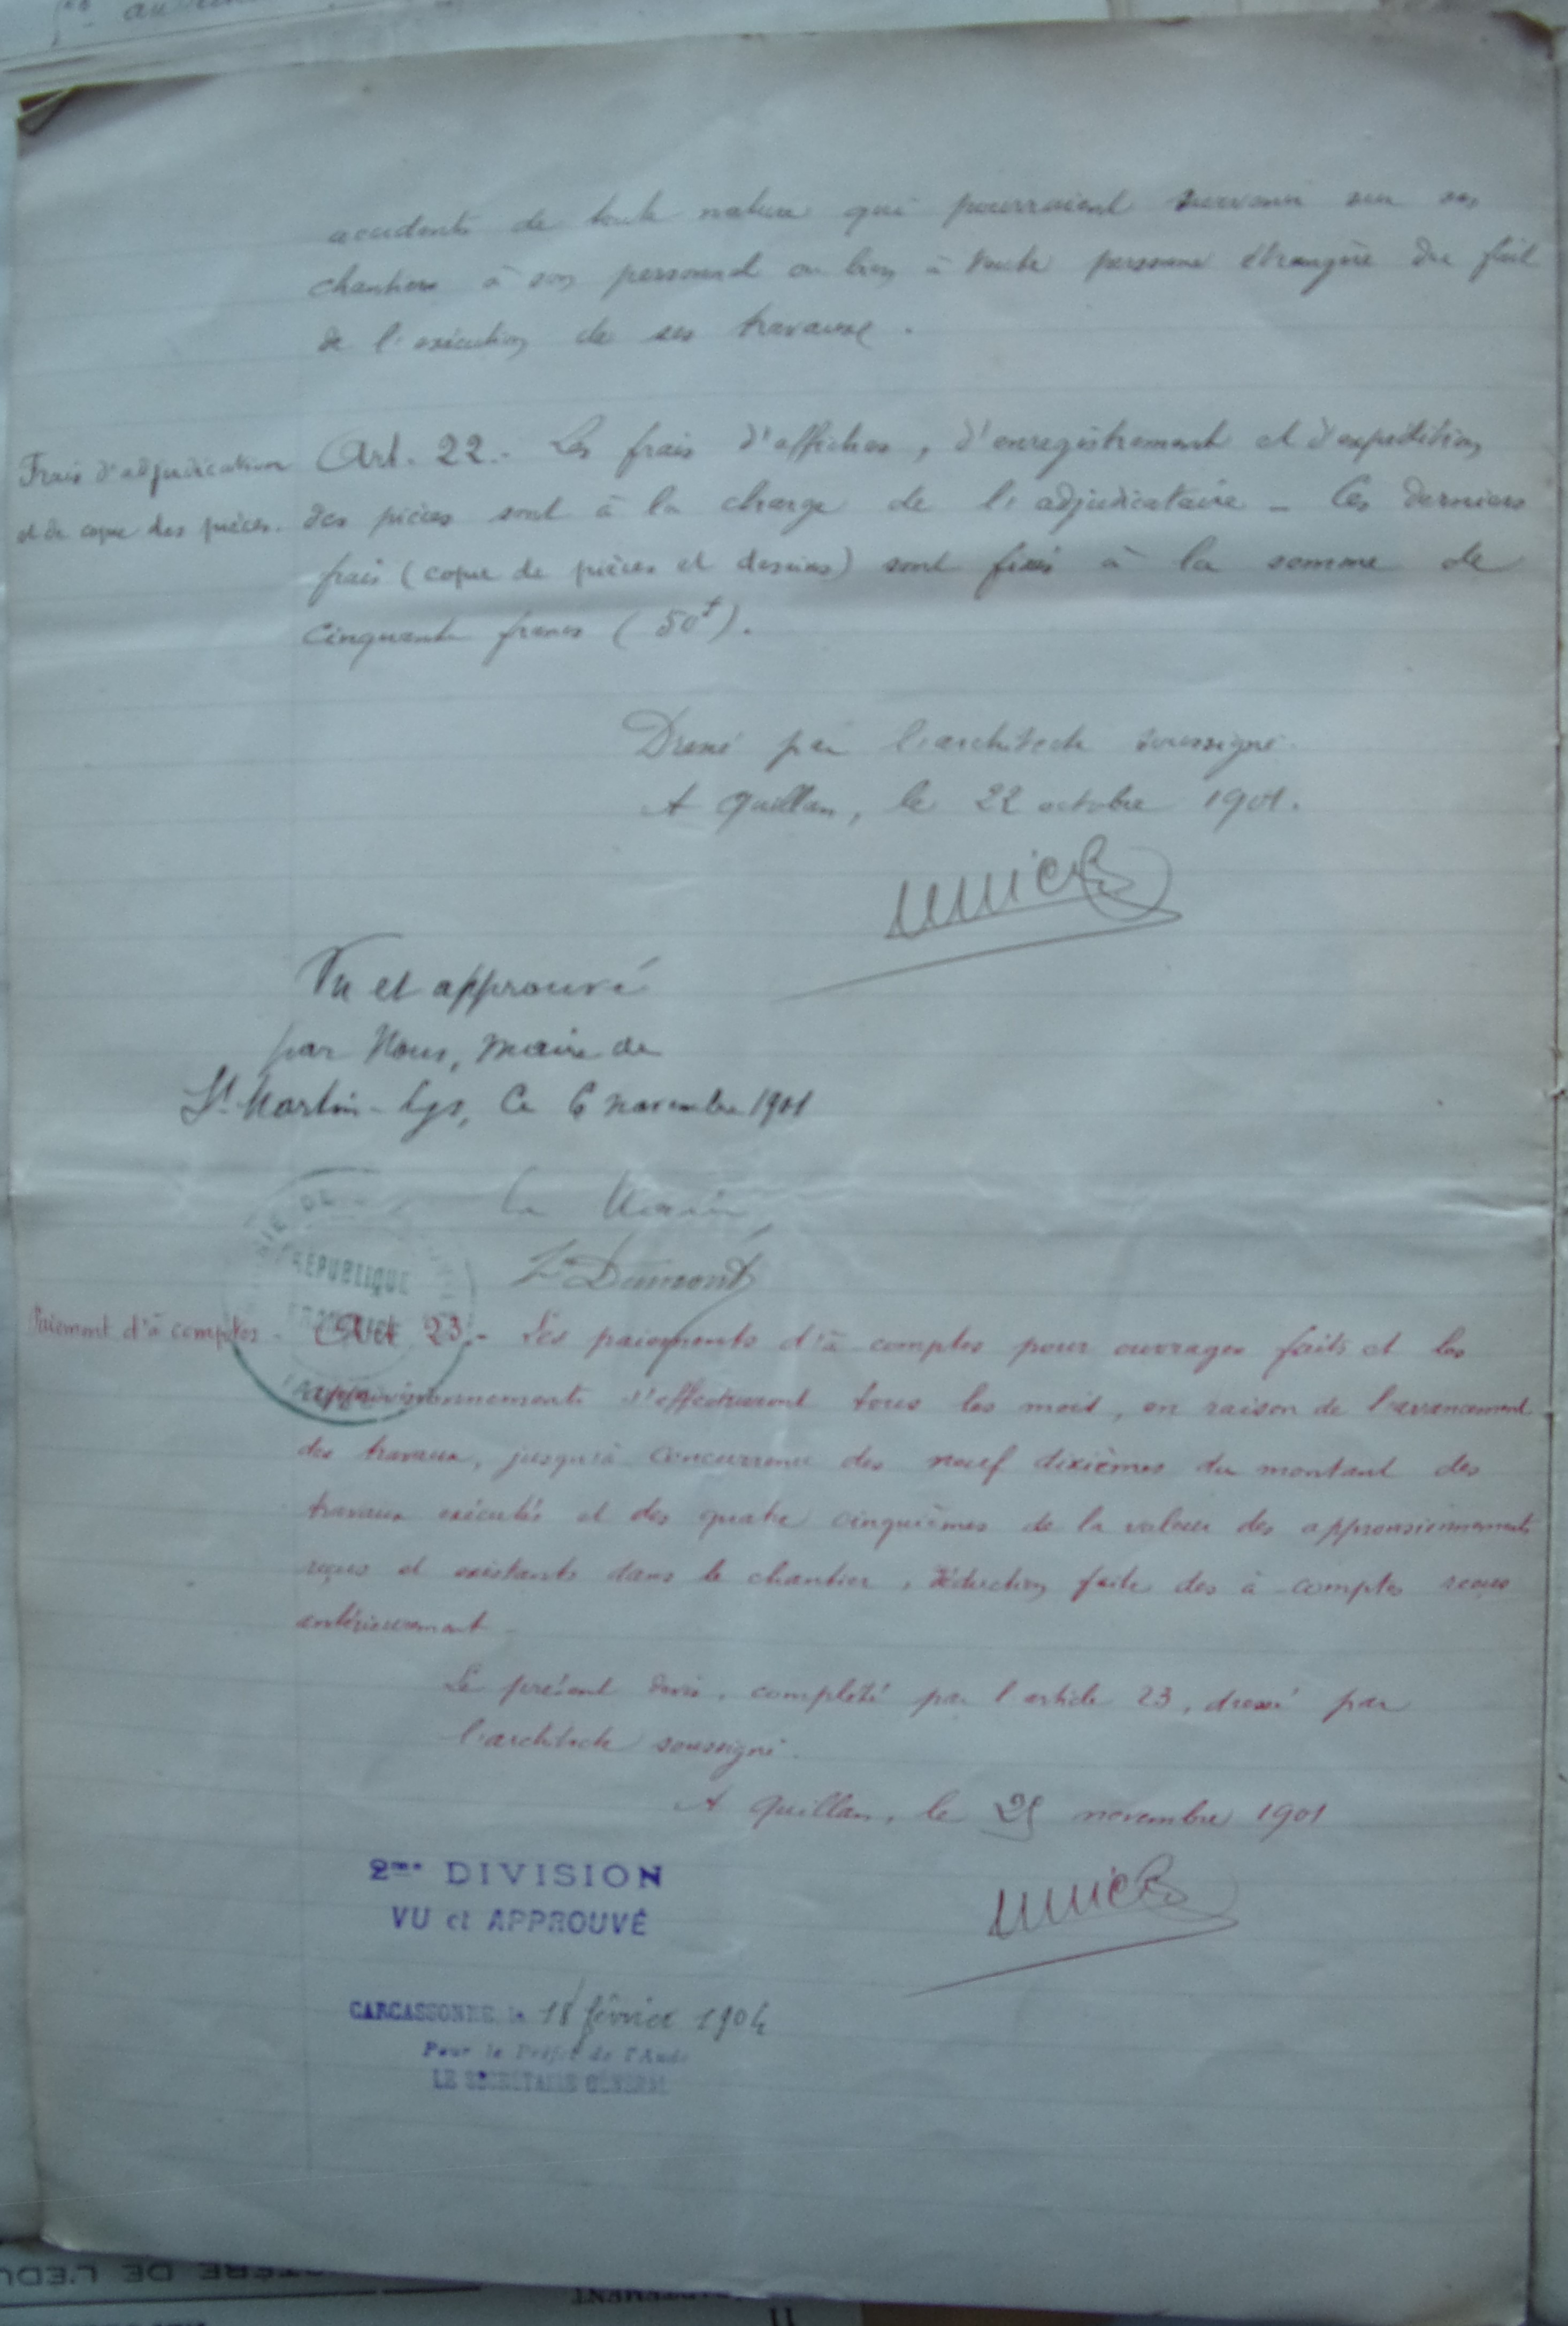 accidents de toute nature qui pourraient survenir sur ses
chantiers à son personnel ou bien à toute personne étrangère du fait
de l'exécution de ses travaux.
Frais d'adjudication
et de copie des pièces.
Art. 22.- Les frais d'affiches, d'enregistrement et d'expédition
des pièces sont à la charge de l'adjudicataire - Ces derniers
frais (copie de pièces et dessins) sont fixés à la somme de
cinquante francs (50f).
Dressé par l'architecte soussigné.
A Quillan, le 22 octobre 1901.
Vu et approuvé
par Nous, maire de
St Martin-Lys, ce 6 novembre 1901
Le Maire,
Dumont
RÉPUBLIQUE
Paiement d'à comptes -
Art 23.- Les paiements d'à comptes pour ouvrages faits et les
approvisionnements s'effectueront tous les mois, en raison de l'avancement
des travaux, jusqu'à concurrence des neuf dixièmes du montant des
travaux exécutés et des quatre cinquièmes de la valeur des approvisionnements
reçus et existants dans le chantier, déduction faite des à comptes reçus
antérieurement.
Le présent devis, complété par l'article 23, dressé par
l'architecte soussigné.
A Quillan, le 25 novembre 1901
2me DIVISION
VU et APPROUVÉ
CARCASSONNE, le 18 février 1904
Pour le Préfet de l'Aude
LE SECRÉTAIRE GÉNÉRAL